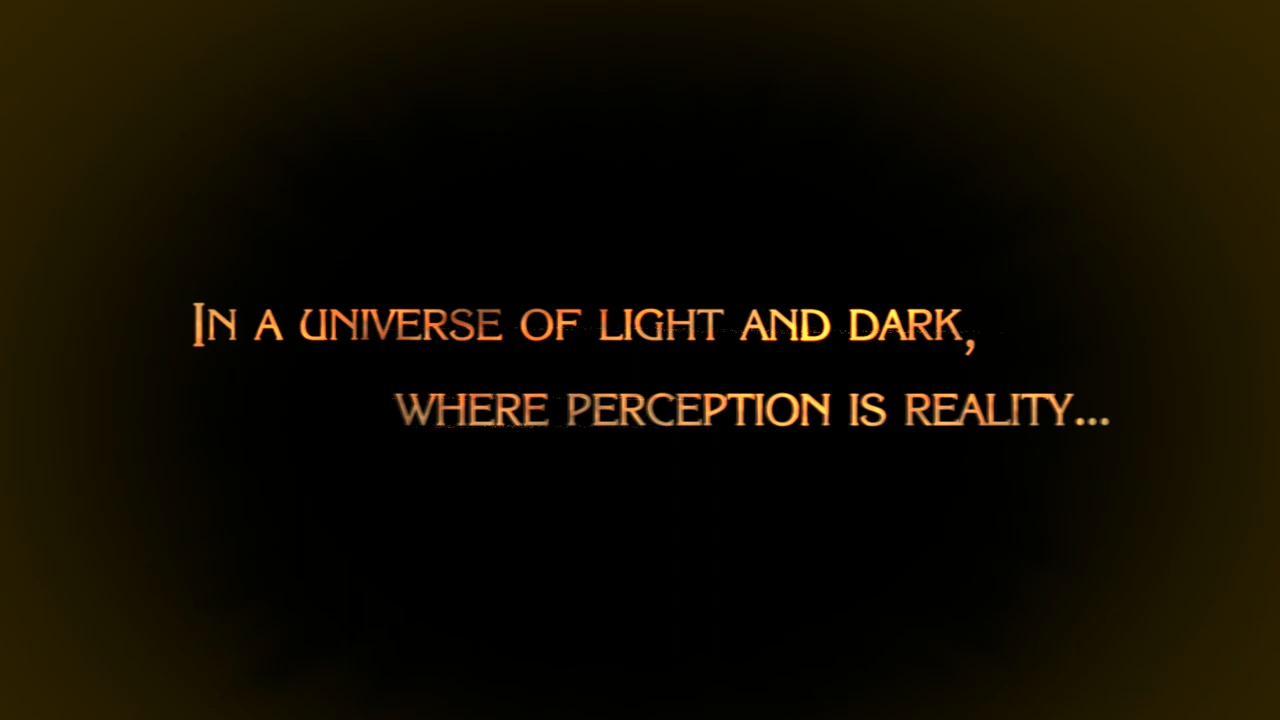 In a universe of light and dark,
where perception is reality...